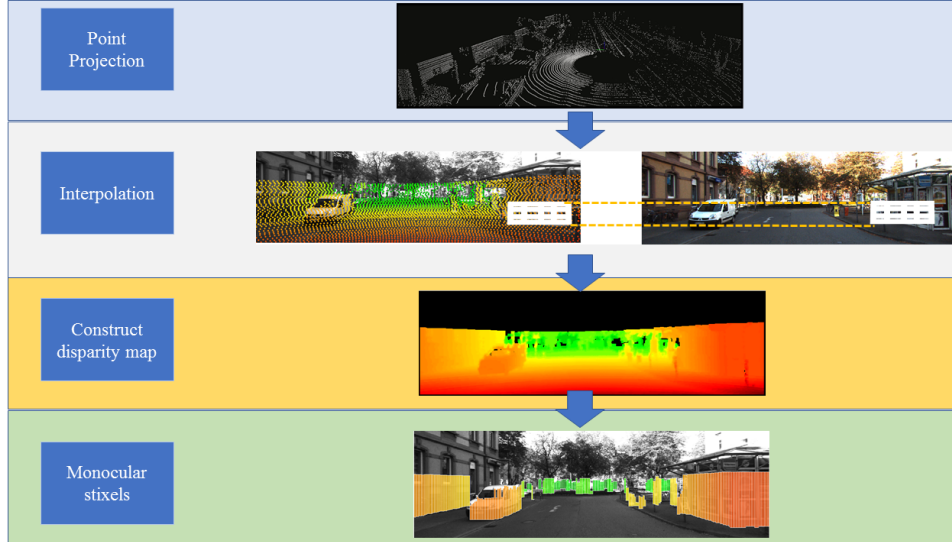 Point
Projection
Interpolation
Construct
disparity map
Monocular
stixels